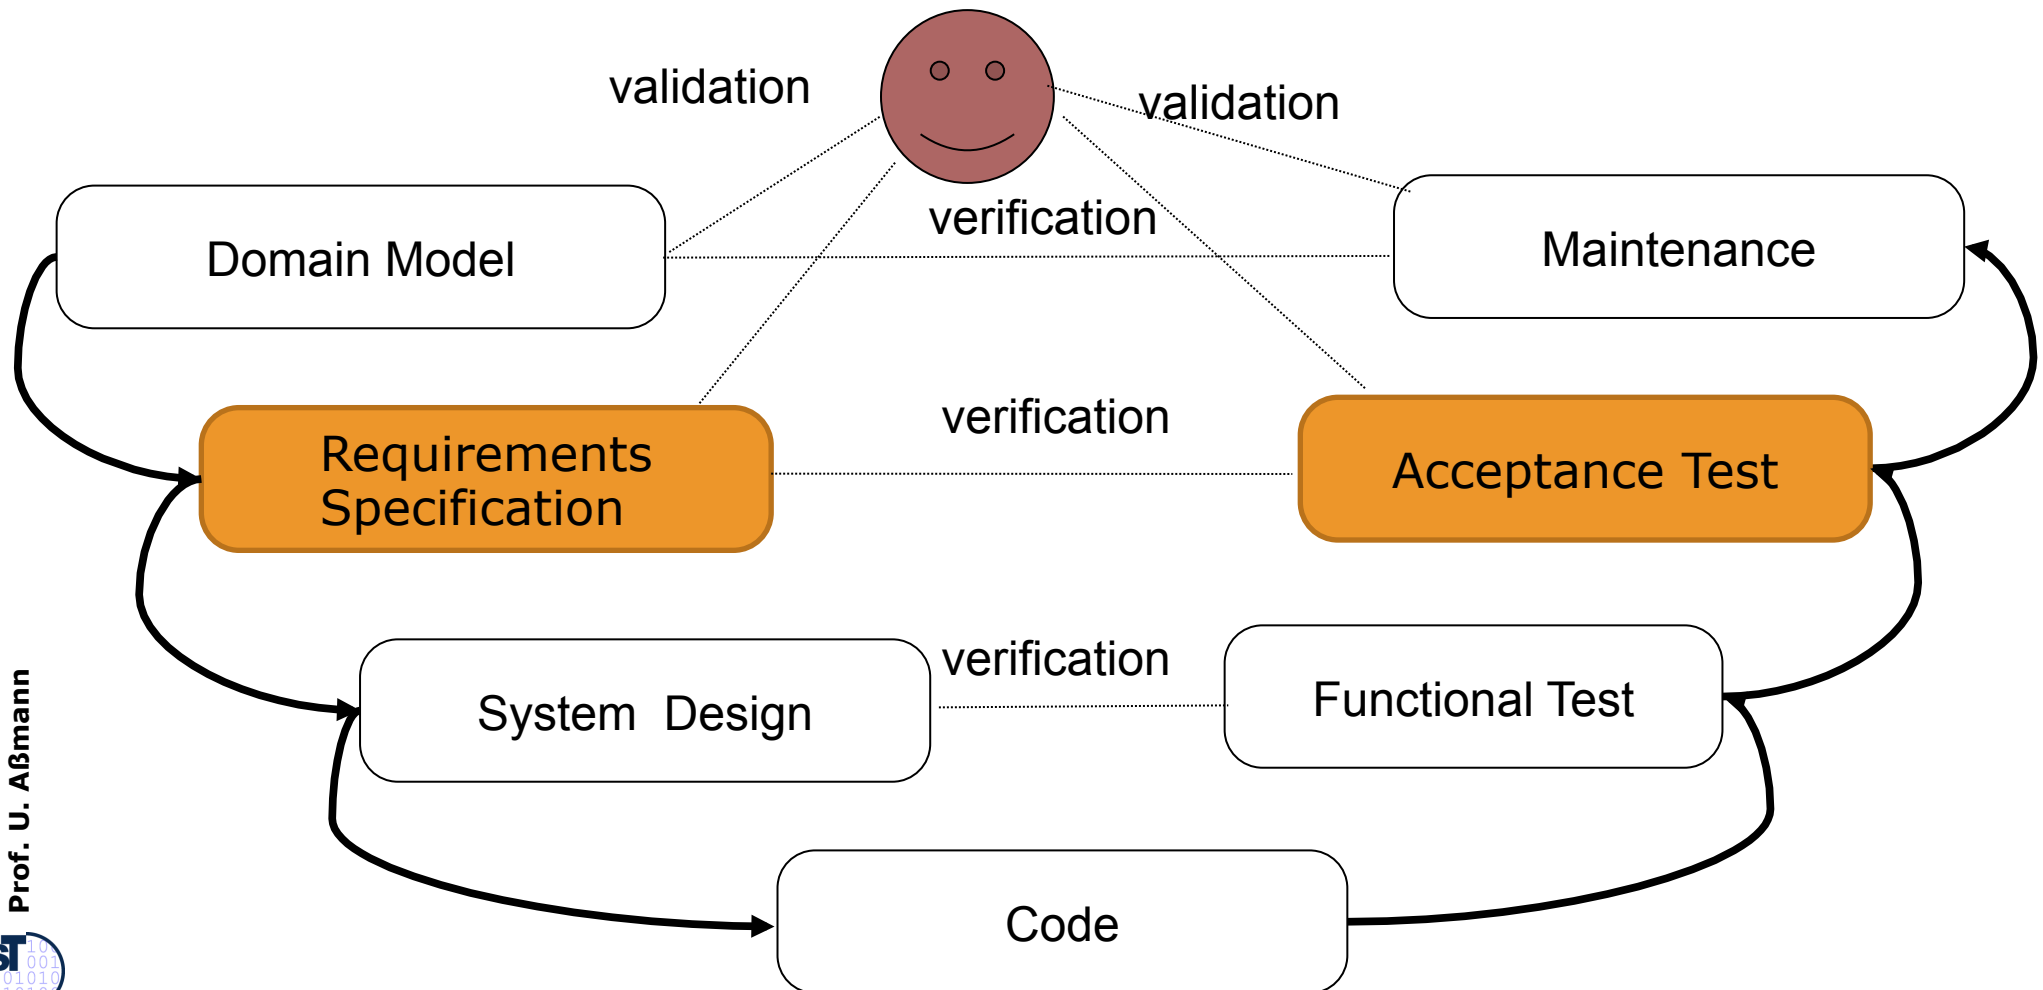 validation
validation
verification
Domain Model
Maintenance
verification
Requirements
Specification
Acceptance Test
verification
System  Design
Functional Test
Code
Prof. U. Aßmann
ST